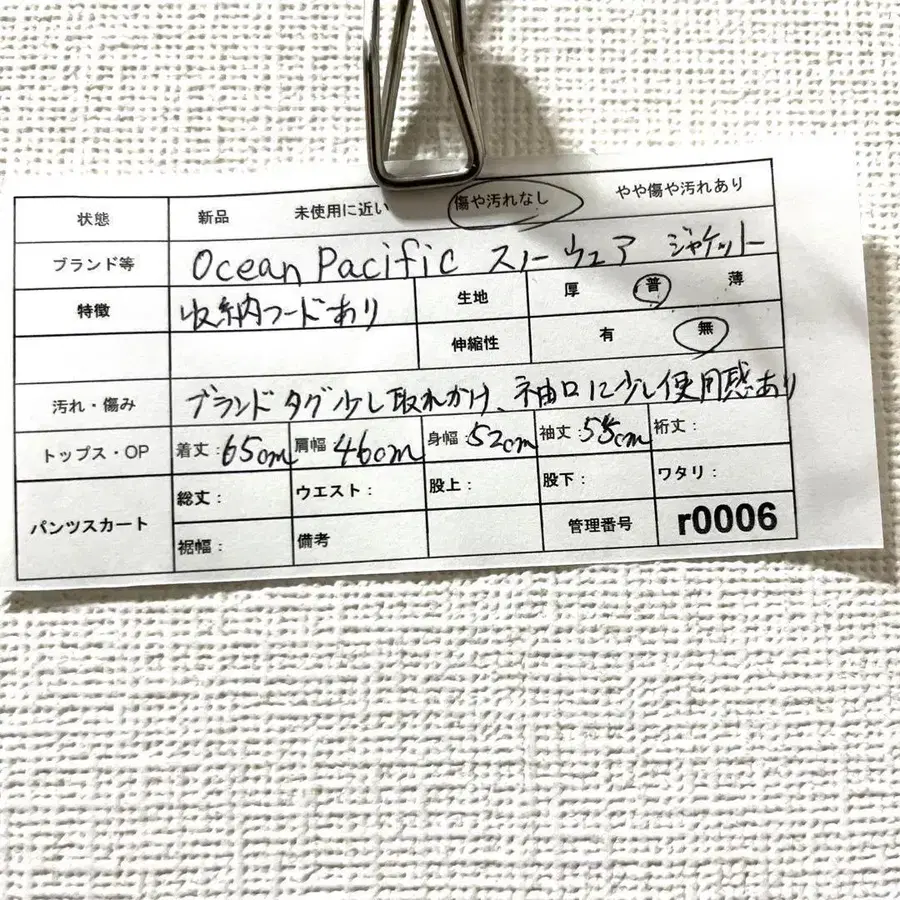 状態 新品 未使用に近い 傷や汚れなし やや傷や汚れあり
ブランド等 Ocean Pacific スノーウェア ジャケット
特徴 収納フードあり 生地 厚 普 薄
伸縮性 有 無
汚れ・傷み ブランドタグ少し取れかけ、袖口に少し使用感あり
トップス・OP 着丈:65cm 肩幅 46cm 身幅:52cm 袖丈:55cm 裄丈:
パンツスカート 総丈: ウエスト: 股上: 股下: ワタリ:
裾幅: 備考 管理番号 r0006